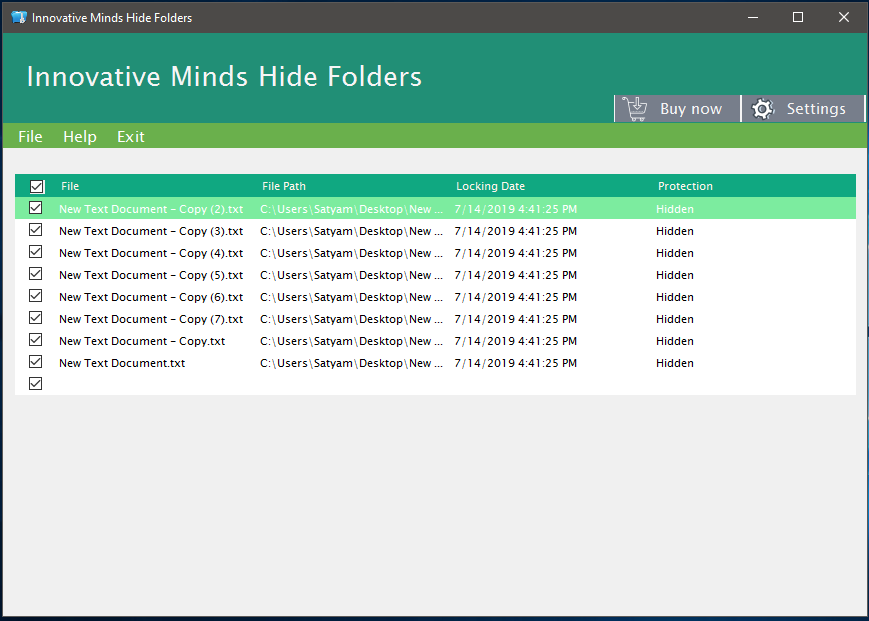 Innovative Minds Hide Folders
Innovative Minds Hide Folders
Buy now Settings
File Help Exit
File File Path Locking Date Protection
New Text Document - Copy (2).txt C:\Users\Satyam\Desktop\New ... 7/14/2019 4:41:25 PM Hidden
New Text Document - Copy (3).txt C:\Users\Satyam\Desktop\New ... 7/14/2019 4:41:25 PM Hidden
New Text Document - Copy (4).txt C:\Users\Satyam\Desktop\New ... 7/14/2019 4:41:25 PM Hidden
New Text Document - Copy (5).txt C:\Users\Satyam\Desktop\New ... 7/14/2019 4:41:25 PM Hidden
New Text Document - Copy (6).txt C:\Users\Satyam\Desktop\New ... 7/14/2019 4:41:25 PM Hidden
New Text Document - Copy (7).txt C:\Users\Satyam\Desktop\New ... 7/14/2019 4:41:25 PM Hidden
New Text Document - Copy.txt C:\Users\Satyam\Desktop\New ... 7/14/2019 4:41:25 PM Hidden
New Text Document.txt C:\Users\Satyam\Desktop\New ... 7/14/2019 4:41:25 PM Hidden